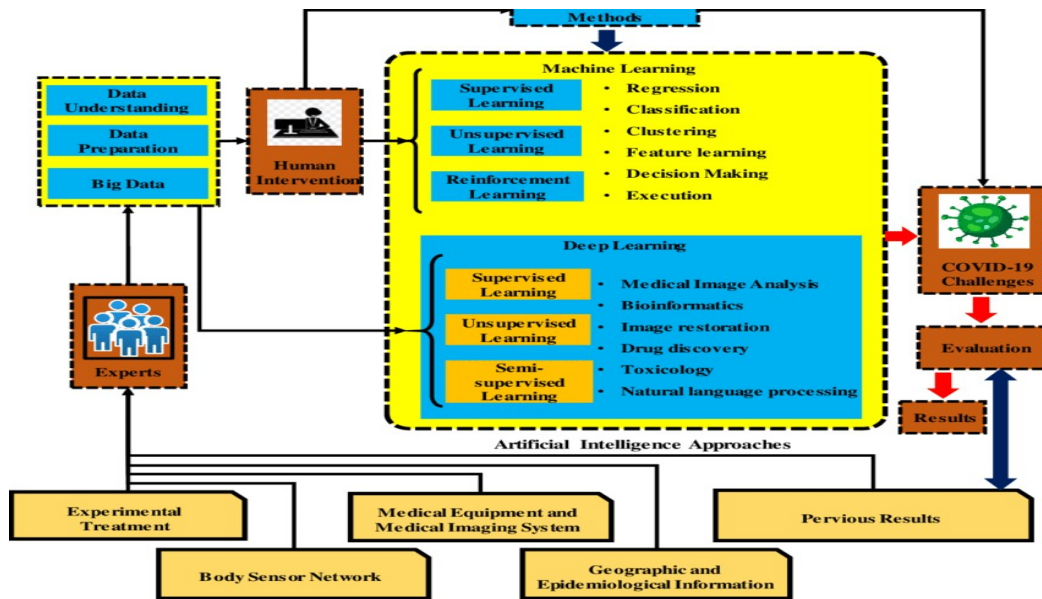 Methods
Data
Understanding
Data
Preparation
Big Data
Human
Intervention
Machine Learning
Supervised
Learning
Unsupervised
Learning
Reinforcement
Learning
• Regression
• Classification
• Clustering
• Feature learning
• Decision Making
• Execution
Deep Learning
Supervised
Learning
Unsupervised
Learning
Semi-
supervised
Learning
• Medical Image Analysis
• Bioinformatics
• Image restoration
• Drug discovery
• Toxicology
• Natural language processing
COVID-19
Challenges
Evaluation
Results
Experts
Artificial Intelligence Approaches
Experimental
Treatment
Medical Equipment and
Medical Imaging System
Pervious Results
Body Sensor Network
Geographic and
Epidemiological Information